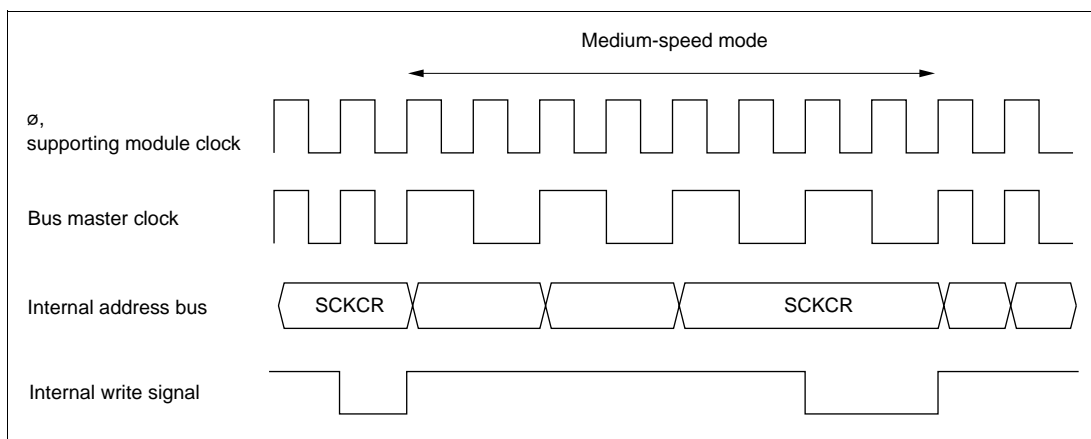 Medium-speed mode
ø,
supporting module clock
Bus master clock
Internal address bus
SCKCR
SCKCR
Internal write signal